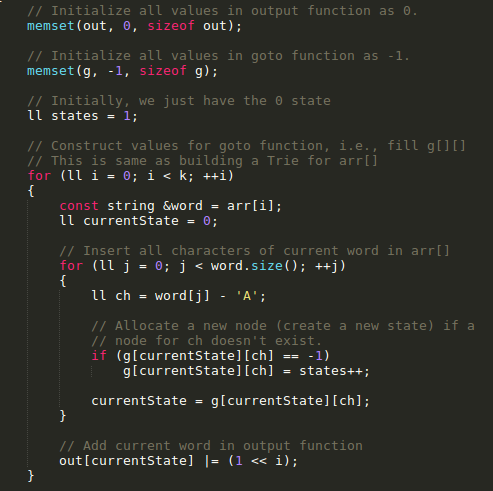 // Initialize all values in output function as 0.
memset(out, 0, sizeof out);

// Initialize all values in goto function as -1.
memset(g, -1, sizeof g);

// Initially, we just have the 0 state
ll states = 1;

// Construct values for goto function, i.e., fill g[][]
// This is same as building a Trie for arr[]
for (ll i = 0; i < k; ++i)
{
    const string &word = arr[i];
    ll currentState = 0;

    // Insert all characters of current word in arr[]
    for (ll j = 0; j < word.size(); ++j)
    {
        ll ch = word[j] - 'A';

        // Allocate a new node (create a new state) if a
        // node for ch doesn't exist.
        if (g[currentState][ch] == -1)
            g[currentState][ch] = states++;

        currentState = g[currentState][ch];
    }

    // Add current word in output function
    out[currentState] |= (1 << i);
}